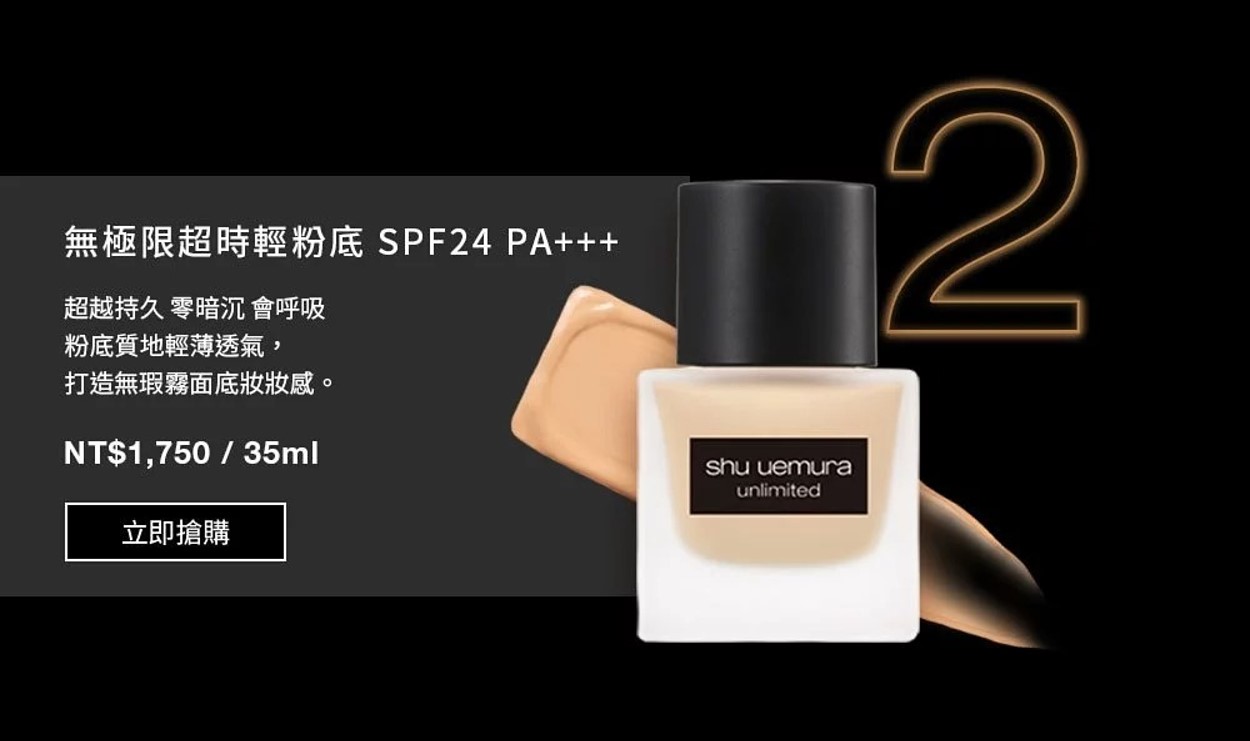 無極限超時輕粉底 SPF24 PA+++
超越持久 零暗沉 會呼吸
粉底質地輕薄透氣，
打造無瑕霧面底妝妝感。
NT$1,750 / 35ml
立即搶購
2
shu uemura
unlimited